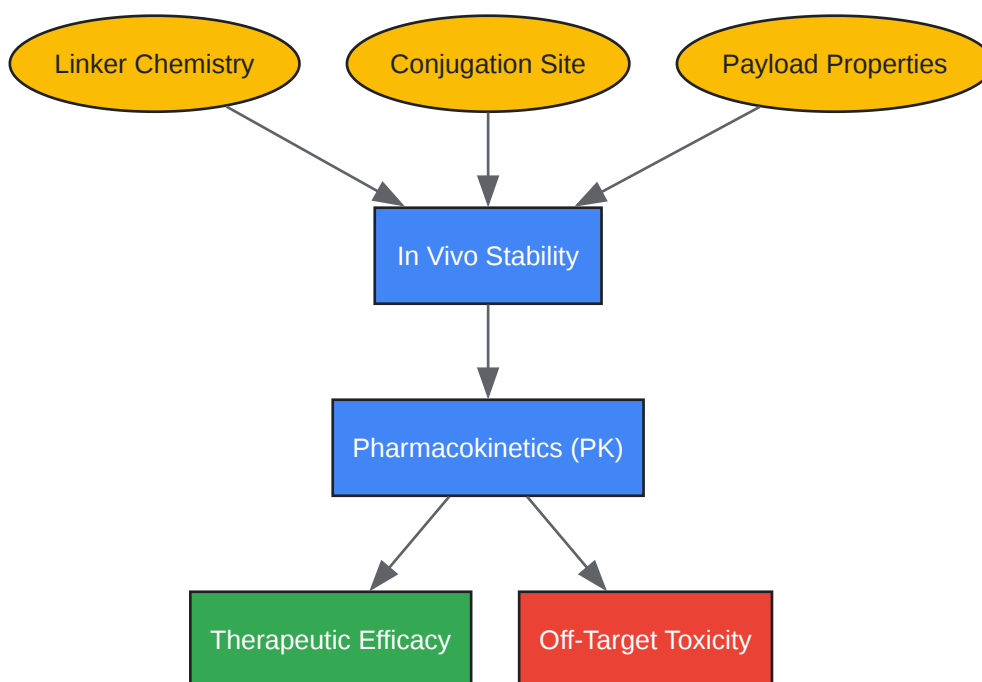 Linker Chemistry
Conjugation Site
Payload Properties
In Vivo Stability
Pharmacokinetics (PK)
Therapeutic Efficacy
Off-Target Toxicity